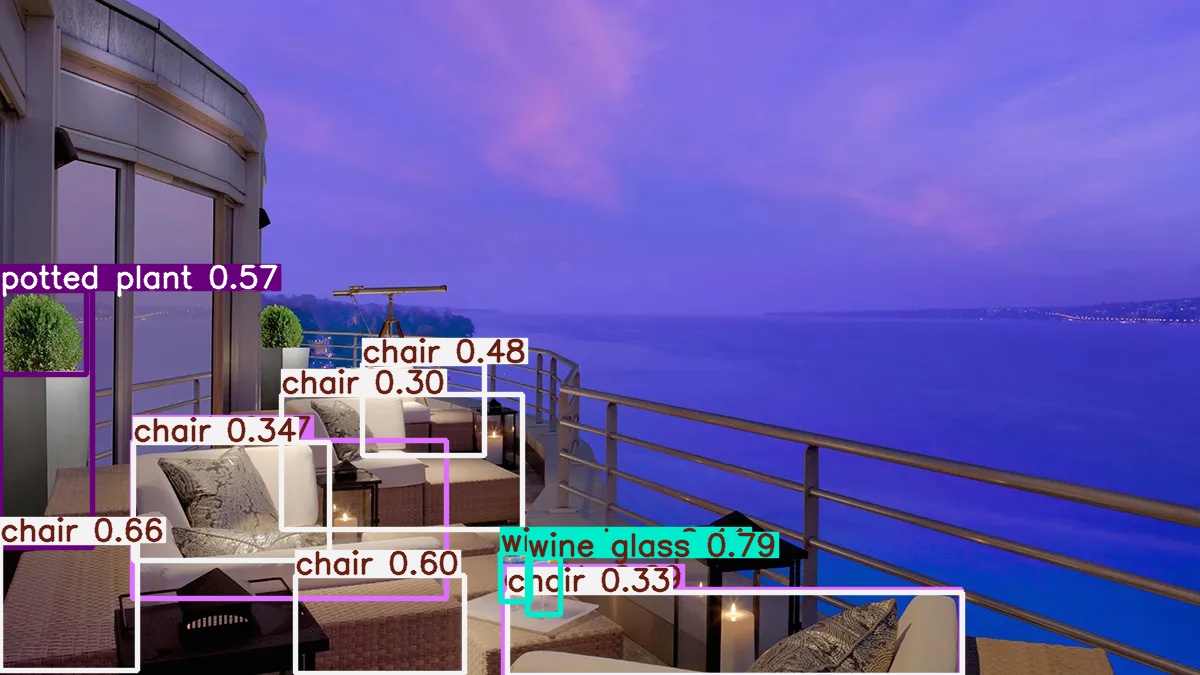 potted plant 0.57
chair 0.48
chair 0.30
chair 0.347
chair 0.66
wine glass 0.79
chair 0.60
chair 0.33